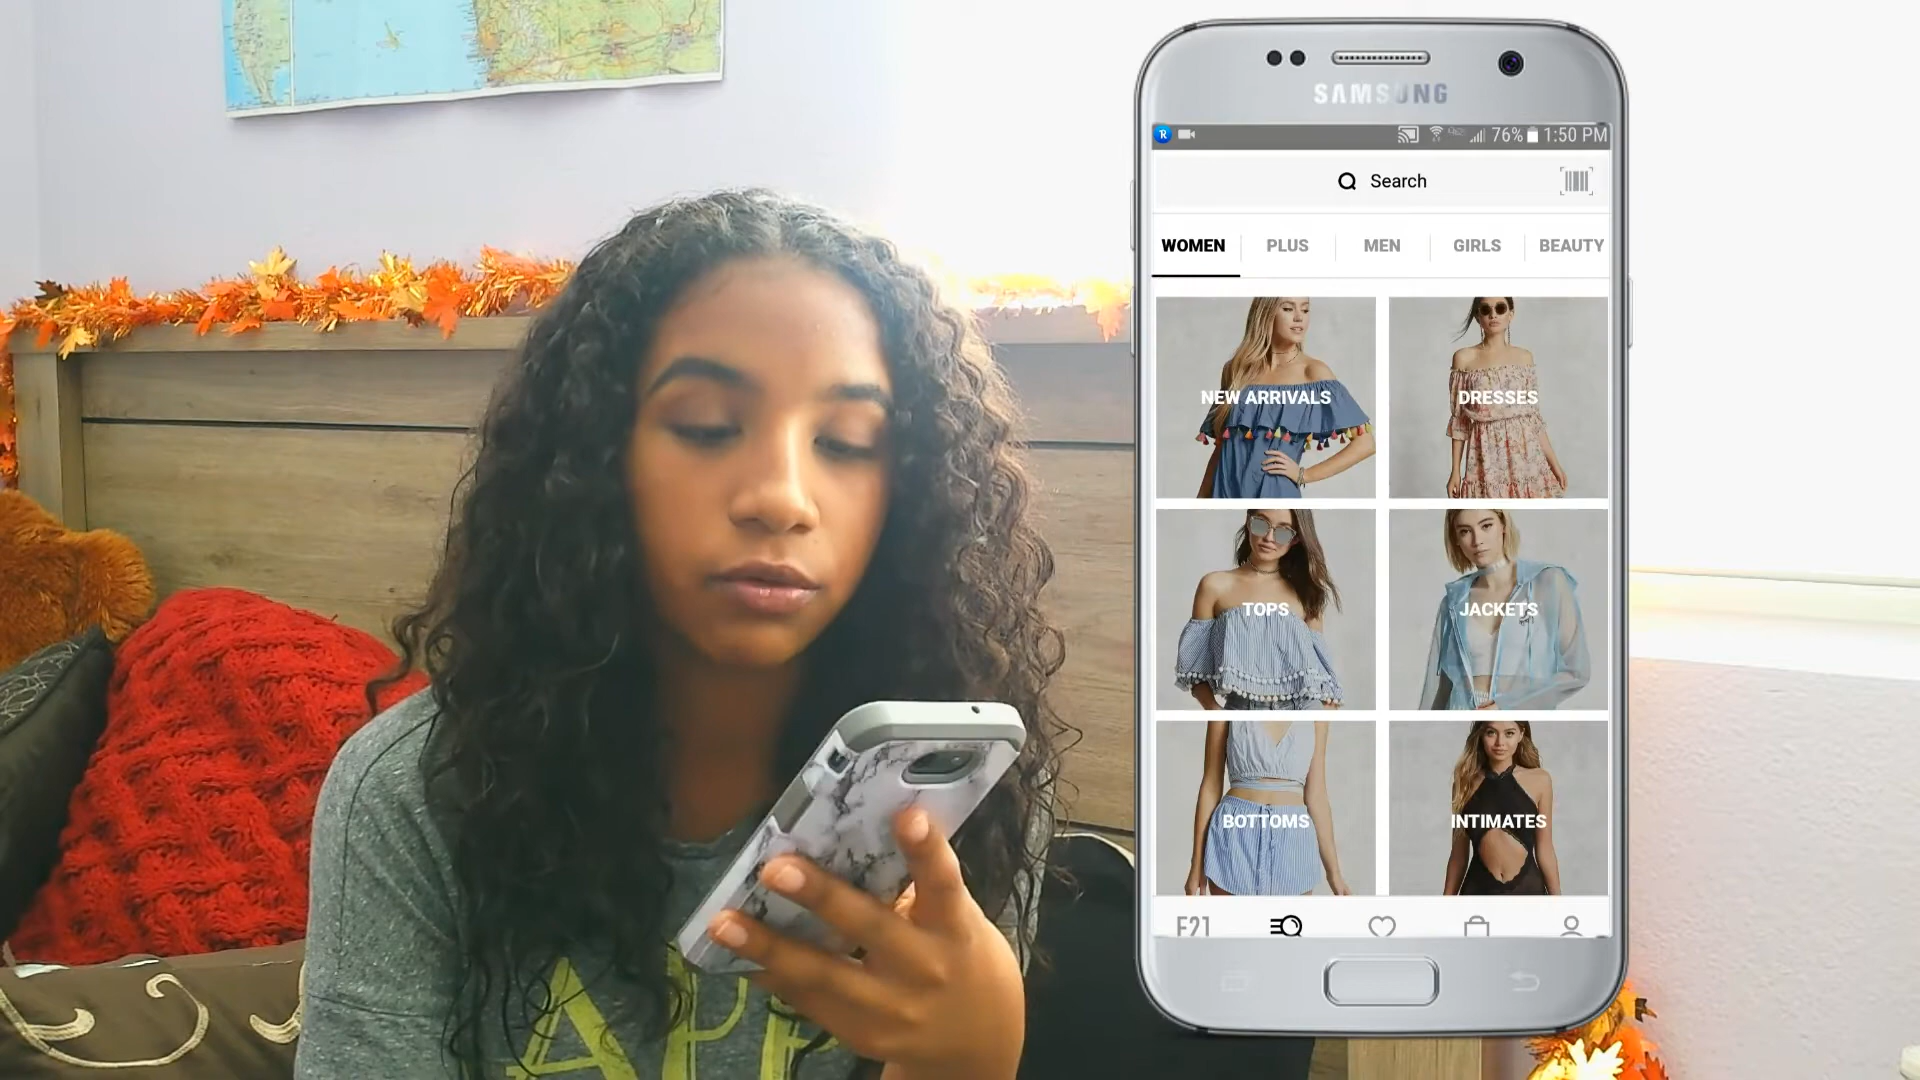 SAMSUNG
R 76% 1:50 PM
Search
WOMEN PLUS MEN GIRLS BEAUTY
NEW ARRIVALS DRESSES
TOPS JACKETS
BOTTOMS INTIMATES
F21
APP